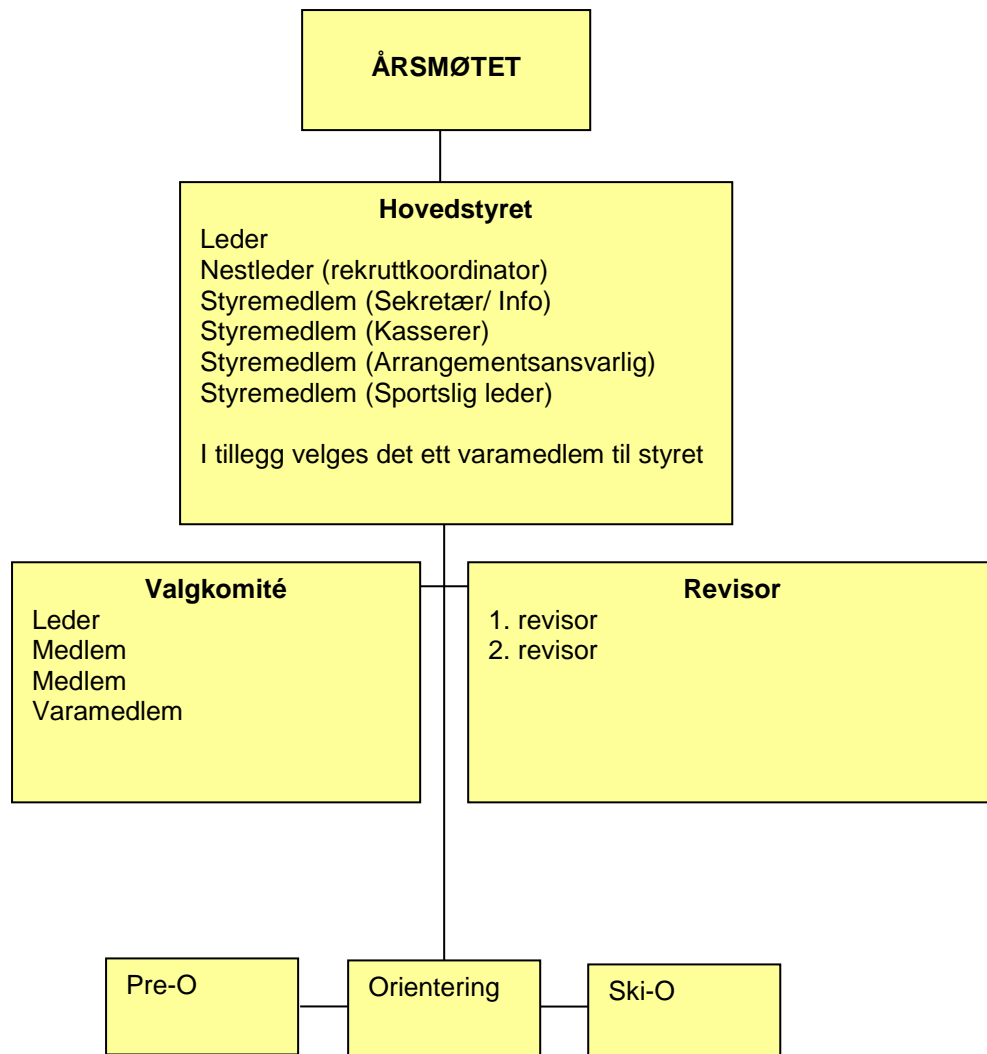 ÅRSMØTET
Hovedstyret
Leder
Nestleder (rekruttkoordinator)
Styremedlem (Sekretær/ Info)
Styremedlem (Kasserer)
Styremedlem (Arrangementsansvarlig)
Styremedlem (Sportslig leder)
I tillegg velges det ett varamedlem til styret
Valgkomité
Leder
Medlem
Medlem
Varamedlem
Revisor
1. revisor
2. revisor
Pre-O
Orientering
Ski-O